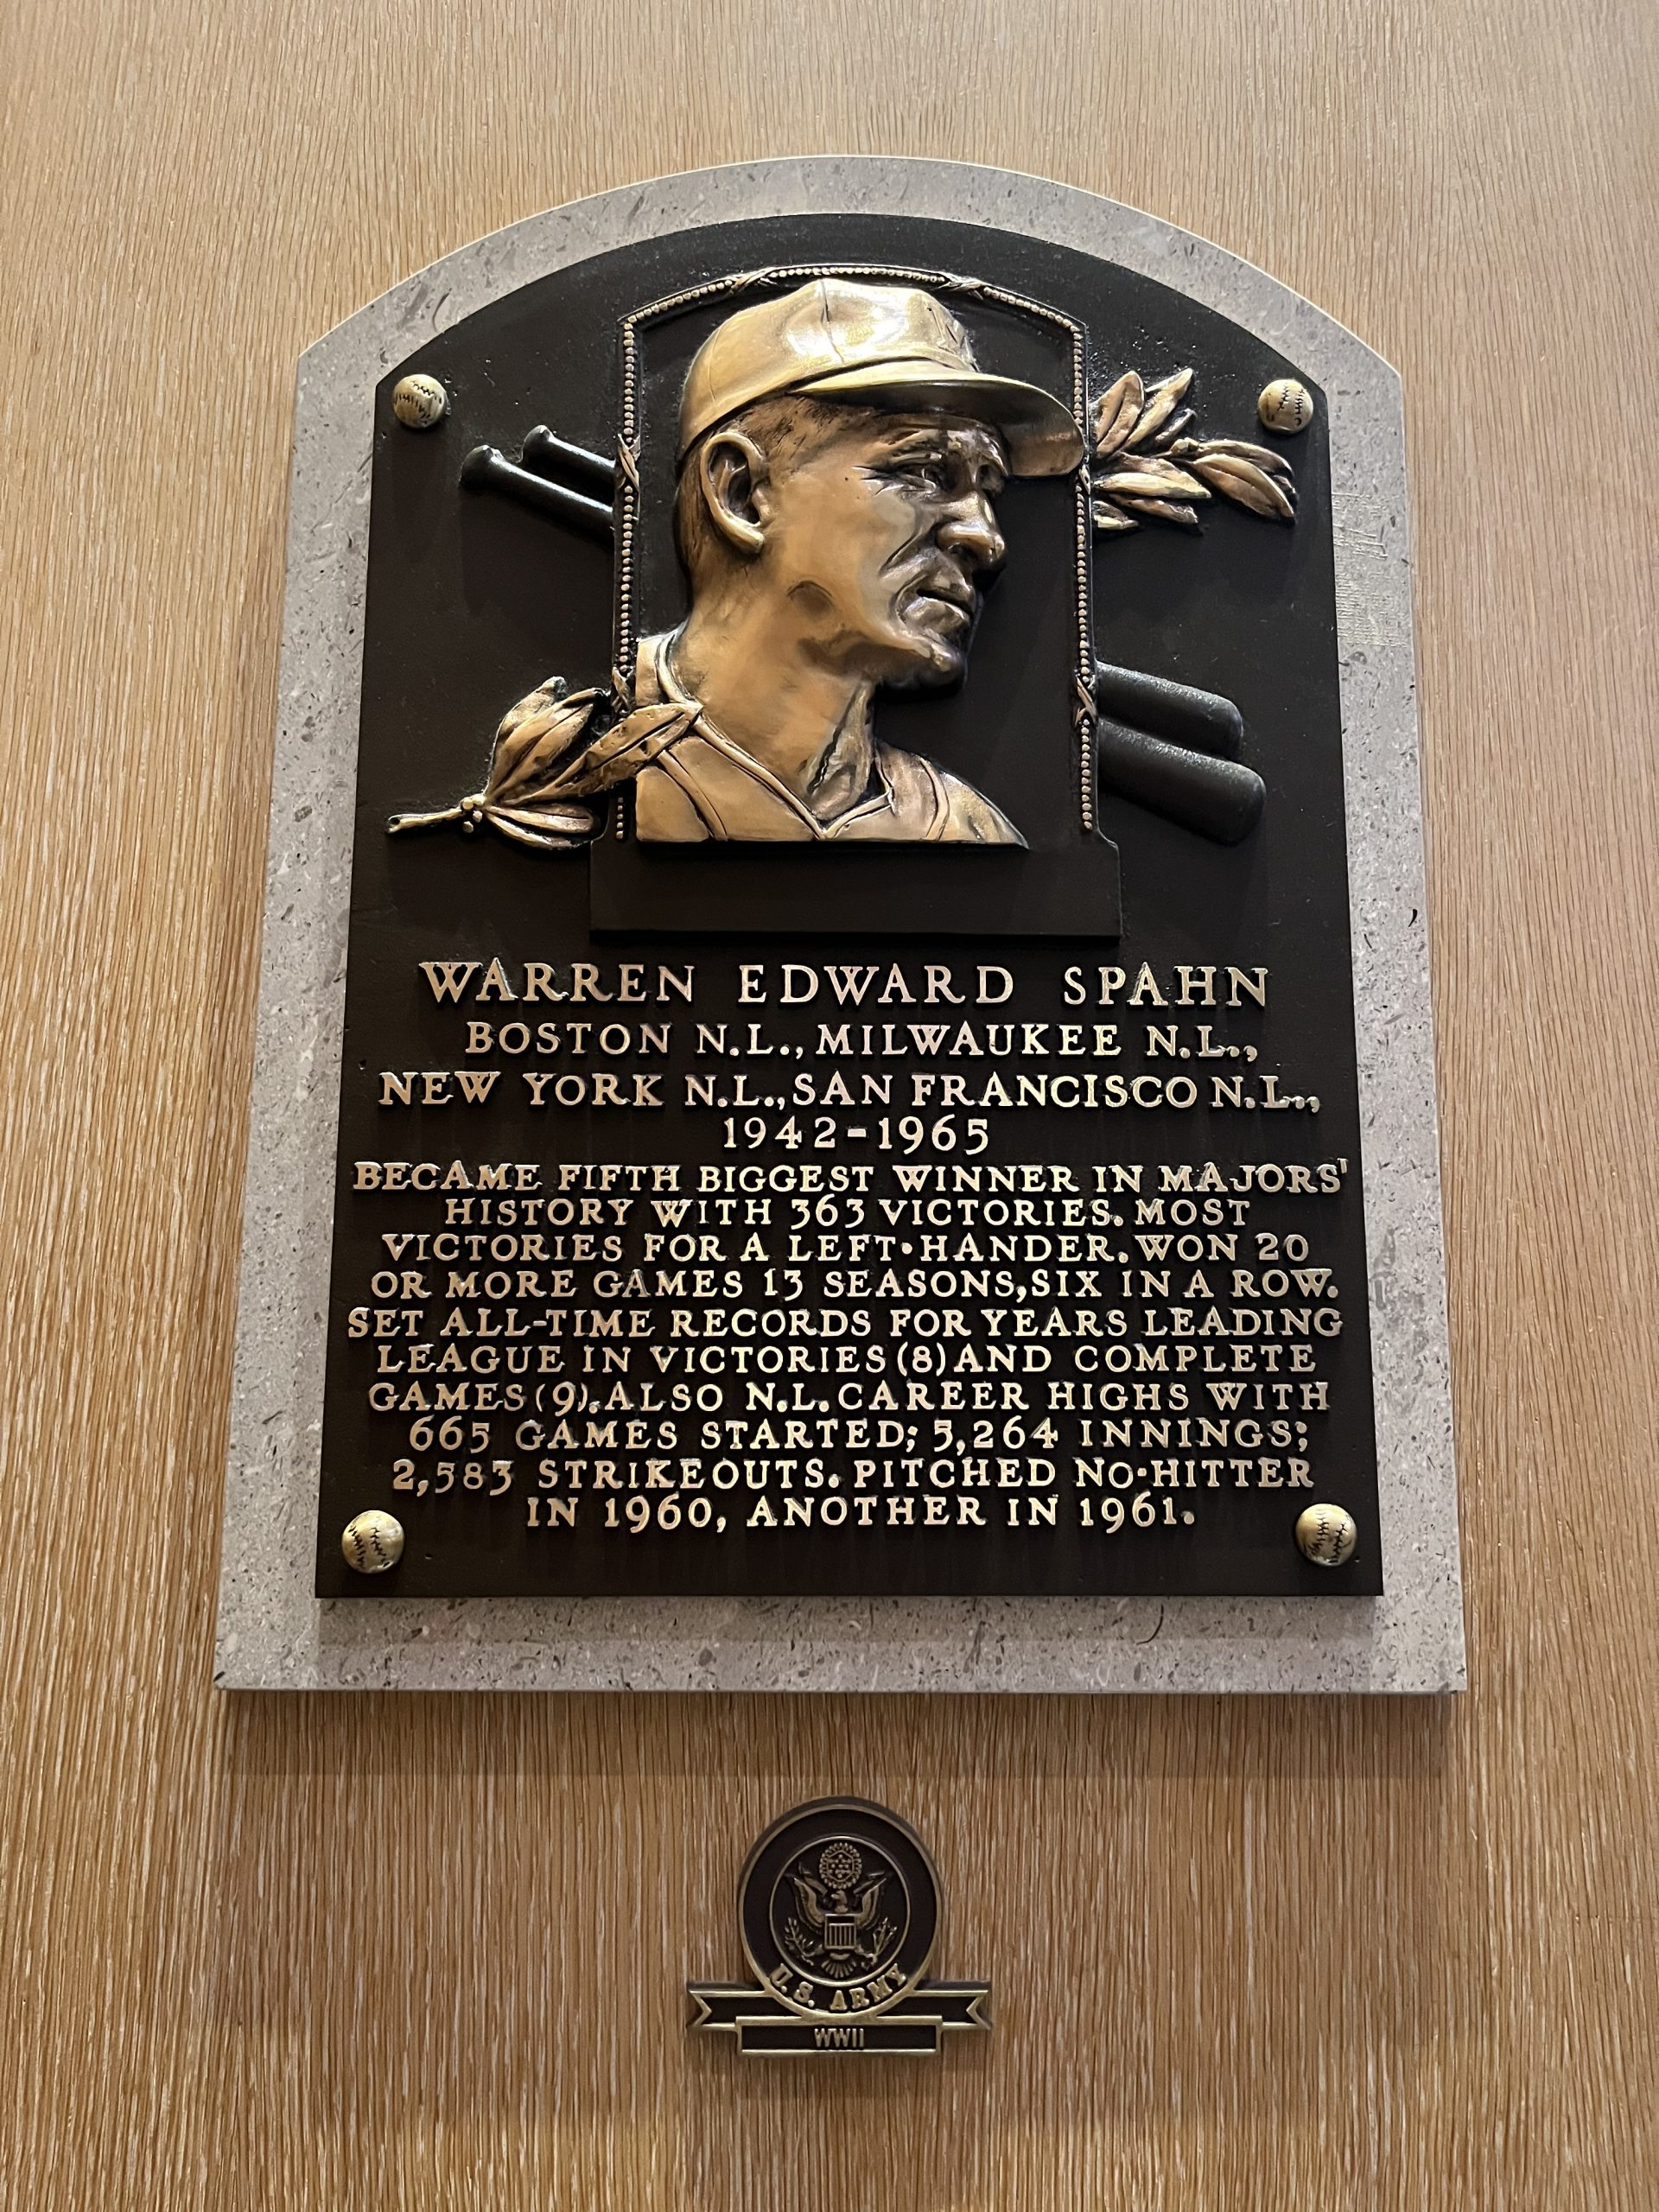 M
WARREN EDWARD SPAHN
BOSTON N.L., MILWAUKEE N.L.,
NEW YORK N.L., SAN FRANCISCO N.L.,
1942-1965
BECAME FIFTH BIGGEST WINNER IN MAJORS'
HISTORY WITH 363 VICTORIES. MOST
VICTORIES FOR A LEFT-HANDER. WON 20
OR MORE GAMES 13 SEASONS, SIX IN A ROW.
SET ALL-TIME RECORDS FOR YEARS LEADING
LEAGUE IN VICTORIES (8) AND COMPLETE
GAMES (9). ALSO N.L. CAREER HIGHS WITH
665 GAMES STARTED; 5,264 INNINGS;
2,583 STRIKEOUTS. PITCHED NO-HITTER
IN 1960, ANOTHER IN 1961.
U.S. ARMY
WWII